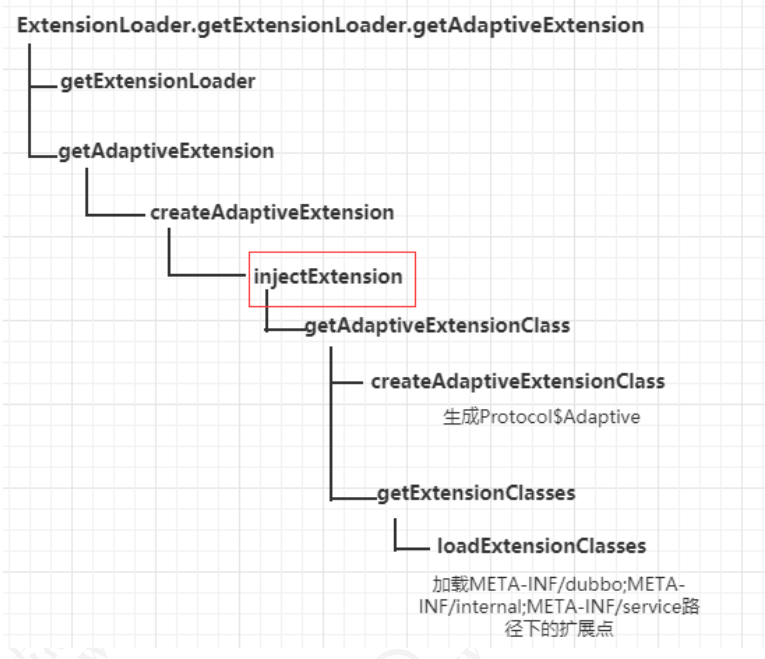 ExtensionLoader.getExtensionLoader.getAdaptiveExtension
getExtensionLoader
getAdaptiveExtension
createAdaptiveExtension
injectExtension
getAdaptiveExtensionClass
createAdaptiveExtensionClass
生成Protocol$Adaptive
getExtensionClasses
loadExtensionClasses
加载META-INF/dubbo;META-
INF/internal;META-INF/service路
径下的扩展点